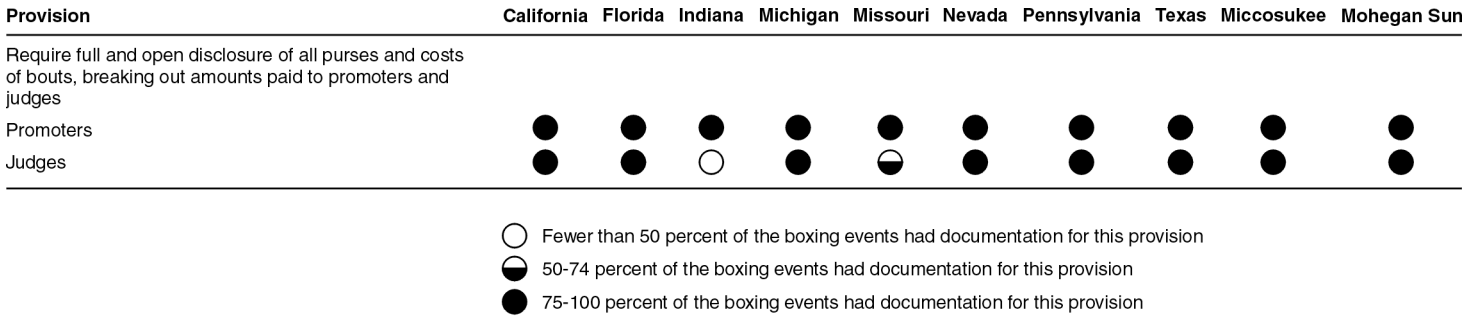 Provision California Florida Indiana Michigan Missouri Nevada Pennsylvania Texas Miccosukee Mohegan Sun
Require full and open disclosure of all purses and costs
of bouts, breaking out amounts paid to promoters and
judges
Promoters
Judges
Fewer than 50 percent of the boxing events had documentation for this provision
50-74 percent of the boxing events had documentation for this provision
75-100 percent of the boxing events had documentation for this provision